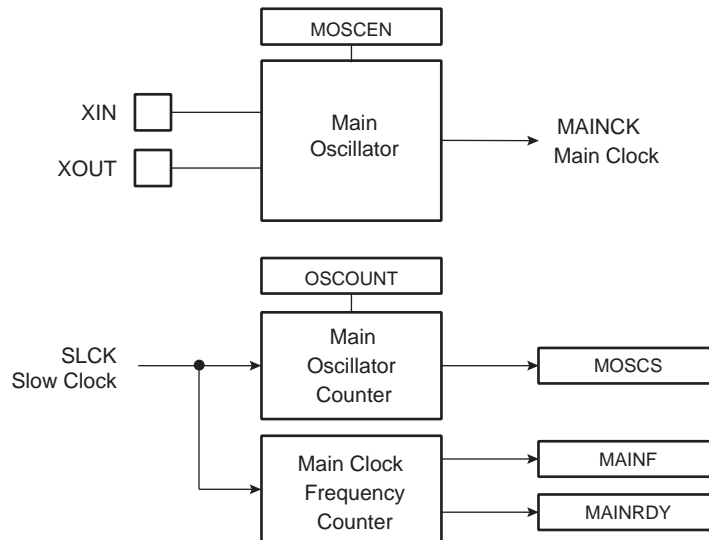 MOSCEN
XIN
XOUT
Main
Oscillator
MAINCK
Main Clock
OSCOUNT
SLCK
Slow Clock
Main
Oscillator
Counter
MOSCS
Main Clock
Frequency
Counter
MAINF
MAINRDY